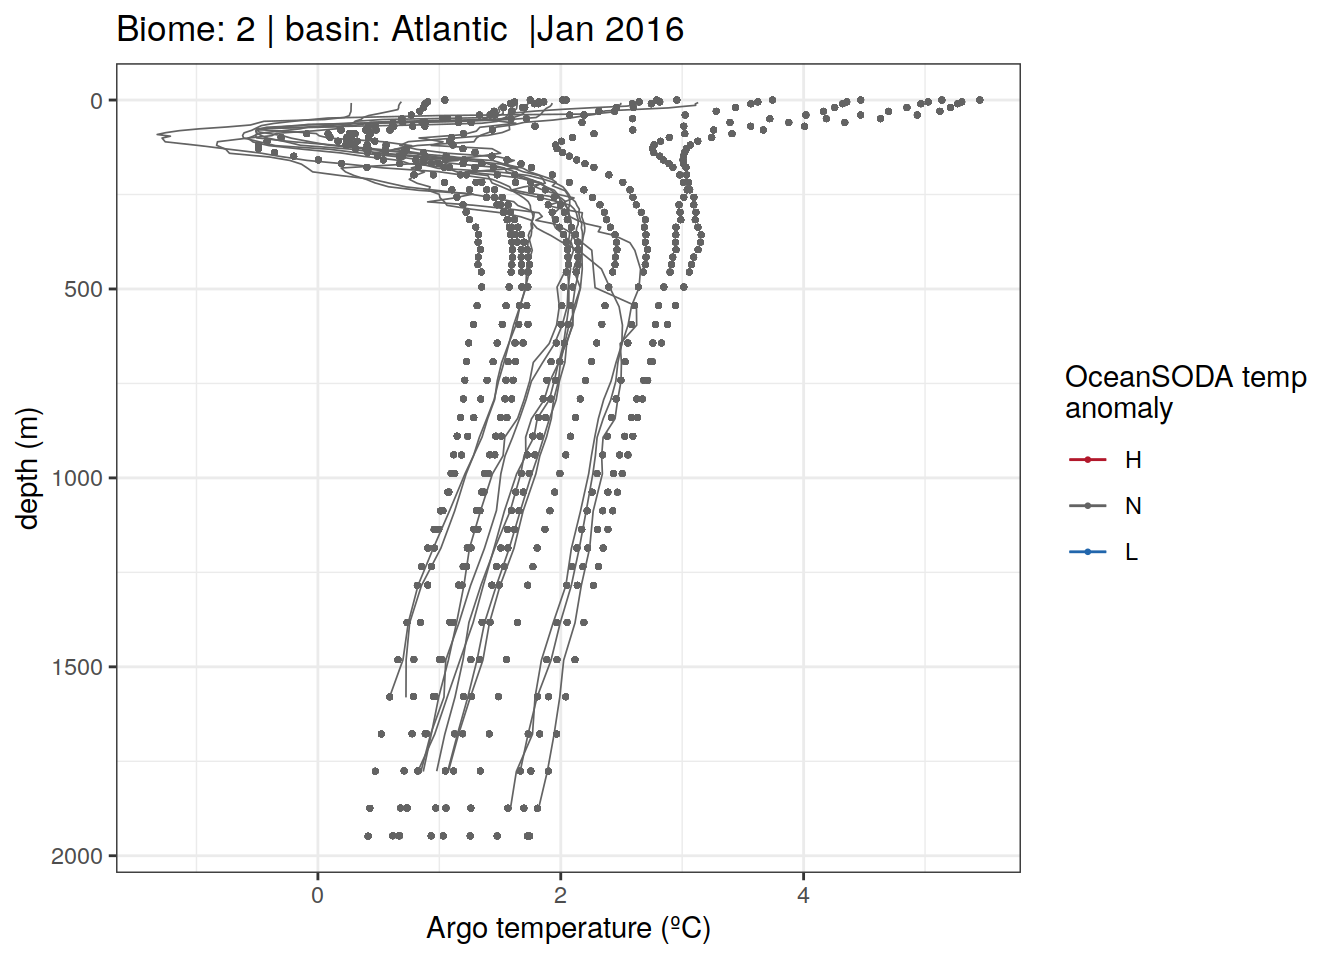 Biome: 2 | basin: Atlantic  |Jan 2016
0
500
1000
1500
2000
depth (m)
0
2
4
Argo temperature (ºC)
OceanSODA temp
anomaly
H
N
L